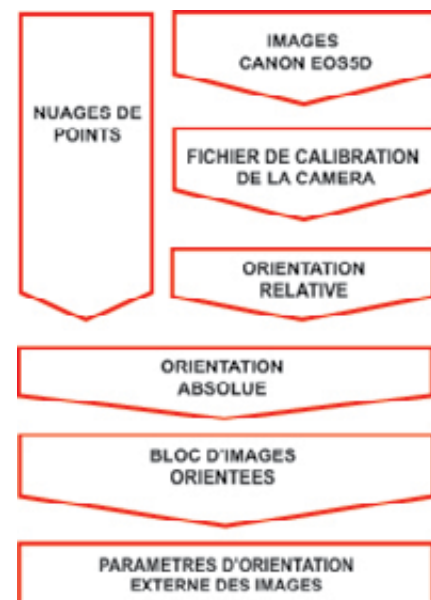 NUAGES DE
POINTS
IMAGES
CANON EOS5D
FICHIER DE CALIBRATION
DE LA CAMERA
ORIENTATION
RELATIVE
ORIENTATION
ABSOLUE
BLOC D'IMAGES
ORIENTEES
PARAMETRES D'ORIENTATION
EXTERNE DES IMAGES